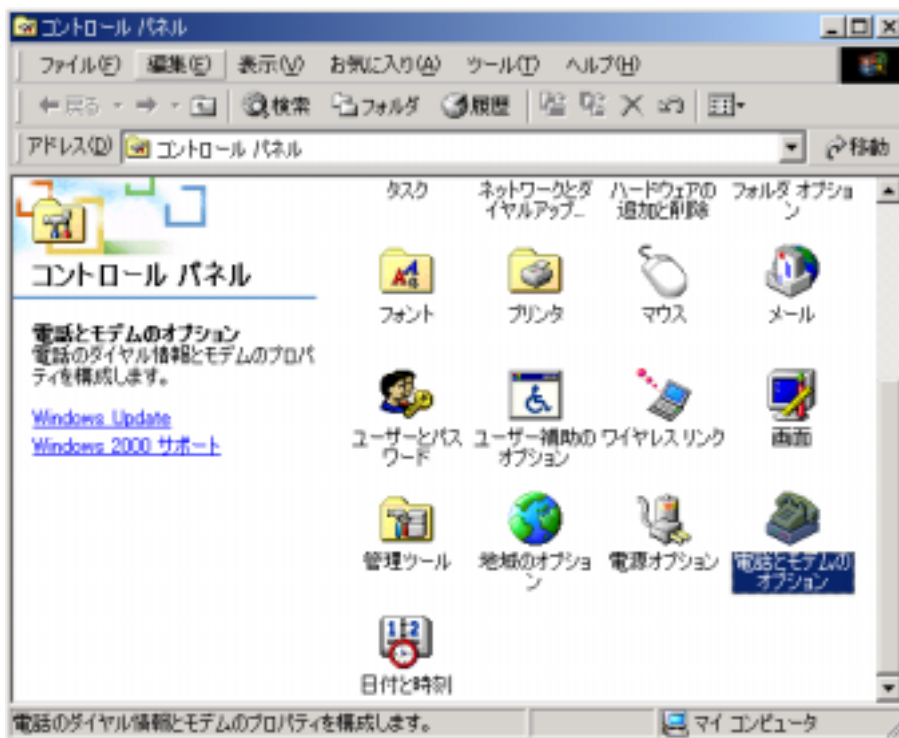 コントロール パネル
ファイル(F) 編集(E) 表示(V) お気に入り(A) ツール(T) ヘルプ(H)
戻る 検索 フォルダ 履歴
アドレス(D) コントロール パネル 移動
タスク ネットワークとダ ハードウェアの フォルダ オプショ
イヤルアップ... 追加と削除 ン
コントロール パネル
フォント プリンタ マウス メール
電話とモデムのオプション
電話のダイヤル情報とモデムのプロパ
ティを構成します。
Windows Update
Windows 2000 サポート
ユーザーとパス ユーザー補助の ワイヤレス リンク 画面
ワード オプション
管理ツール 地域のオプショ 電源オプション 電話とモデムの
ン オプション
12
日付と時刻
電話のダイヤル情報とモデムのプロパティを構成します。 マイ コンピュータ